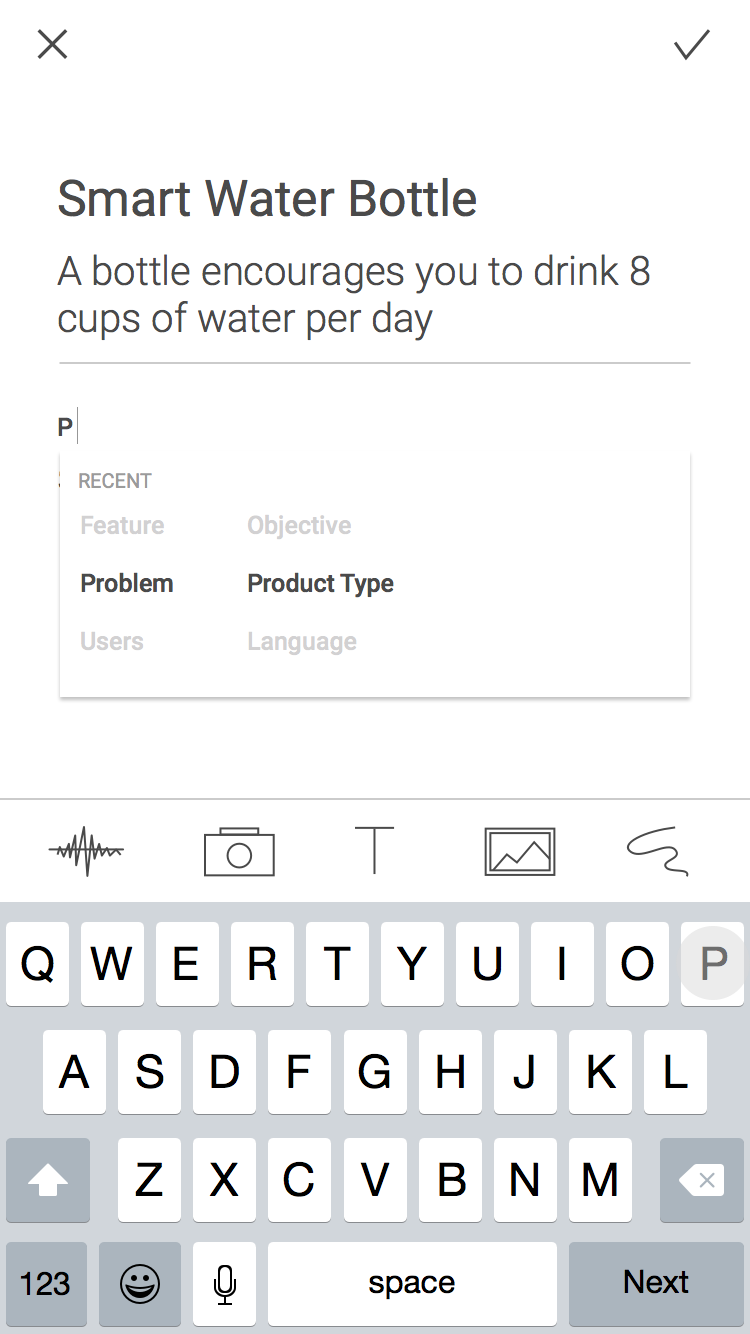 Smart Water Bottle
A bottle encourages you to drink 8
cups of water per day
P
RECENT
Feature Objective
Problem Product Type
Users Language
Q W E R T Y U I O P
A S D F G H J K L
Z X C V B N M
123 space Next